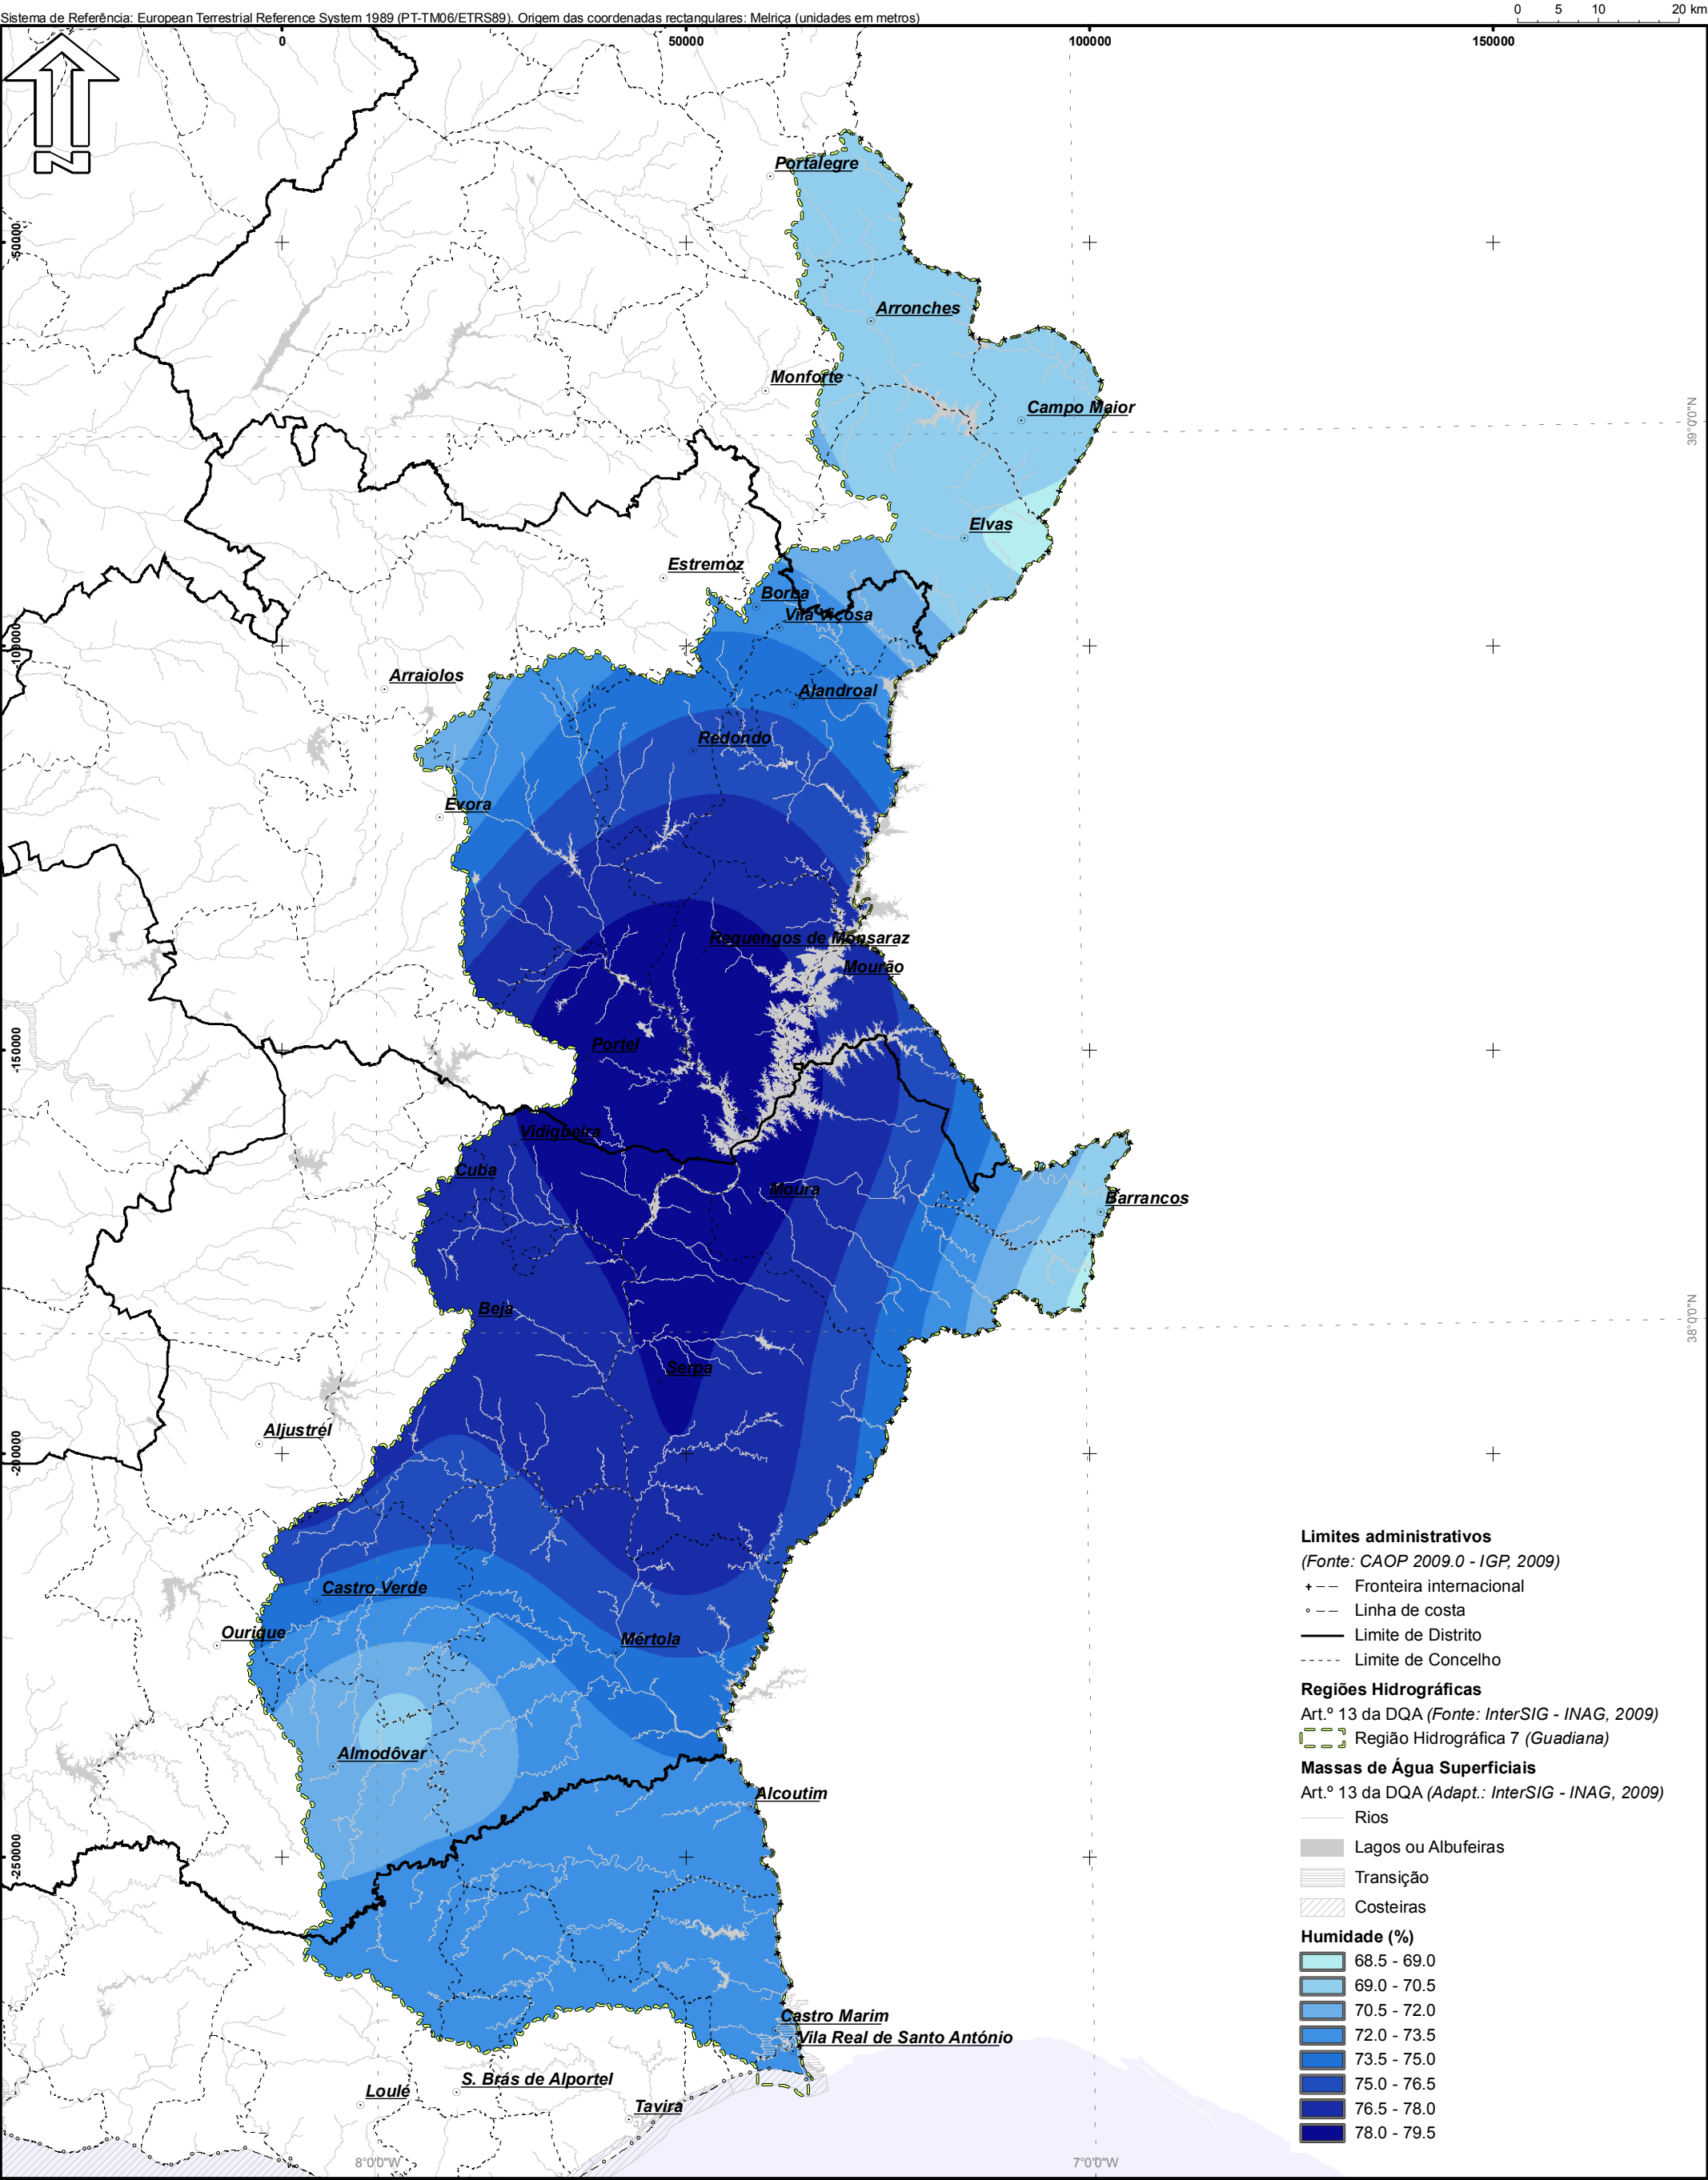 Sistema de Referência: European Terrestrial Reference System 1989 (PT-TM06/ETRS89). Origem das coordenadas rectangulares: Melriça (unidades em metros)
0 5 10 20 km
0 50000 100000 150000
N
Portalegre
-50000
Arronches
Monforte
Campo Maior
39°0'0"N
Elvas
Estremoz
Borba
Vila Viçosa
-100000
Arraiolos
Alandroal
Redondo
Évora
Reguengos de Monsaraz
Mourão
Portel
-150000
Vidigueira
Cuba
Moura
Barrancos
Beja
38°0'0"N
Serpa
Aljustrel
-200000
Castro Verde
Ourique
Mértola
Almodôvar
Alcoutim
-250000
Castro Marim
Vila Real de Santo António
S. Brás de Alportel
Loulé
Tavira
8°0'0"W
7°0'0"W
Limites administrativos
(Fonte: CAOP 2009.0 - IGP, 2009)
Fronteira internacional
Linha de costa
Limite de Distrito
Limite de Concelho
Regiões Hidrográficas
Art.º 13 da DQA (Fonte: InterSIG - INAG, 2009)
Região Hidrográfica 7 (Guadiana)
Massas de Água Superficiais
Art.º 13 da DQA (Adapt.: InterSIG - INAG, 2009)
Rios
Lagos ou Albufeiras
Transição
Costeiras
Humidade (%)
68.5 - 69.0
69.0 - 70.5
70.5 - 72.0
72.0 - 73.5
73.5 - 75.0
75.0 - 76.5
76.5 - 78.0
78.0 - 79.5